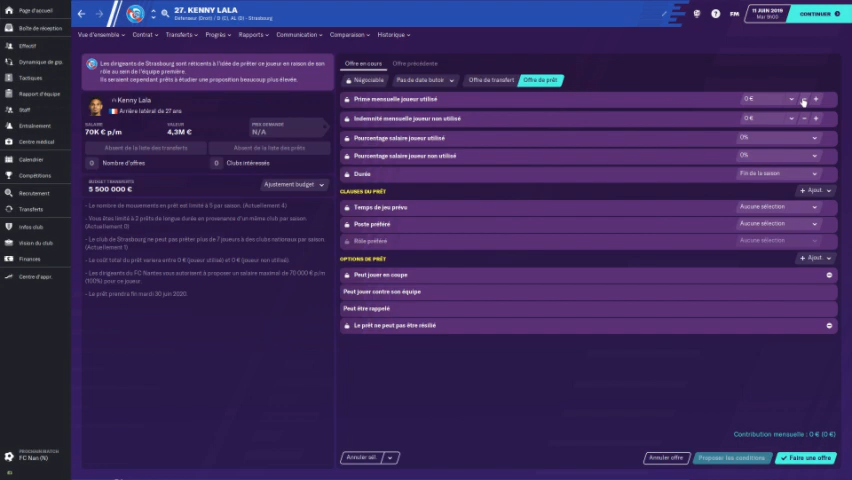 Page d'accueil
27. KENNY LALA
Défenseur (Droit) / D (C), AL (D) - Strasbourg
FM
11 JUIN 2019
Mar 9h00
CONTINUER
Boîte de réception
Vue d'ensemble
Contrat
Transferts
Progrès
Rapports
Communication
Comparaison
Historique
Effectif
Dynamique de gp.
Tactiques
Rapport d'équipe
Staff
Entraînement
Centre médical
Calendrier
Compétitions
Recrutement
Transferts
Infos club
Vision du club
Finances
Centre d'appr.
FC Nan (N)
Les dirigeants de Strasbourg sont réticents à l'idée de prêter ce joueur en raison de son
rôle au sein de l'équipe première.
Ils seraient cependant prêts à étudier une proposition beaucoup plus élevée.
Kenny Lala
Arrière latéral de 27 ans
SALAIRE
70K € p/m
VALEUR
4,3M €
PRIX DEMANDÉ
N/A
Absent de la liste des transferts
Absent de la liste des prêts
0 Nombre d'offres
0 Clubs intéressés
BUDGET TRANSFERTS
5 500 000 €
Ajustement budget
- Le nombre de mouvements en prêt est limité à 5 par saison. (Actuellement 4)
- Vous êtes limité à 2 prêts de longue durée en provenance d'un même club par saison.
(Actuellement 0)
- Le club de Strasbourg ne peut pas prêter plus de 7 joueurs à des clubs nationaux par saison.
(Actuellement 1)
- Le coût total du prêt variera entre 0 € (joueur utilisé) et 0 € (joueur non utilisé).
- Les dirigeants du FC Nantes vous autorisent à proposer un salaire maximal de 70 000 € p/m
(100%) pour ce joueur.
- Le prêt prendra fin mardi 30 juin 2020.
Offre en cours
Offre précédente
Négociable
Pas de date butoir
Offre de transfert
Offre de prêt
Prime mensuelle joueur utilisé
0 €
Indemnité mensuelle joueur non utilisé
0 €
Pourcentage salaire joueur utilisé
0%
Pourcentage salaire joueur non utilisé
0%
Durée
Fin de la saison
CLAUSES DU PRÊT
+ Ajout.
Temps de jeu prévu
Aucune sélection
Poste préféré
Aucune sélection
Rôle préféré
Aucune sélection
OPTIONS DE PRÊT
+ Ajout.
Peut jouer en coupe
Peut jouer contre son équipe
Peut être rappelé
Le prêt ne peut pas être résilié
Contribution mensuelle : 0 € (0 €)
Annuler sél.
Annuler offre
Proposer les conditions
Faire une offre